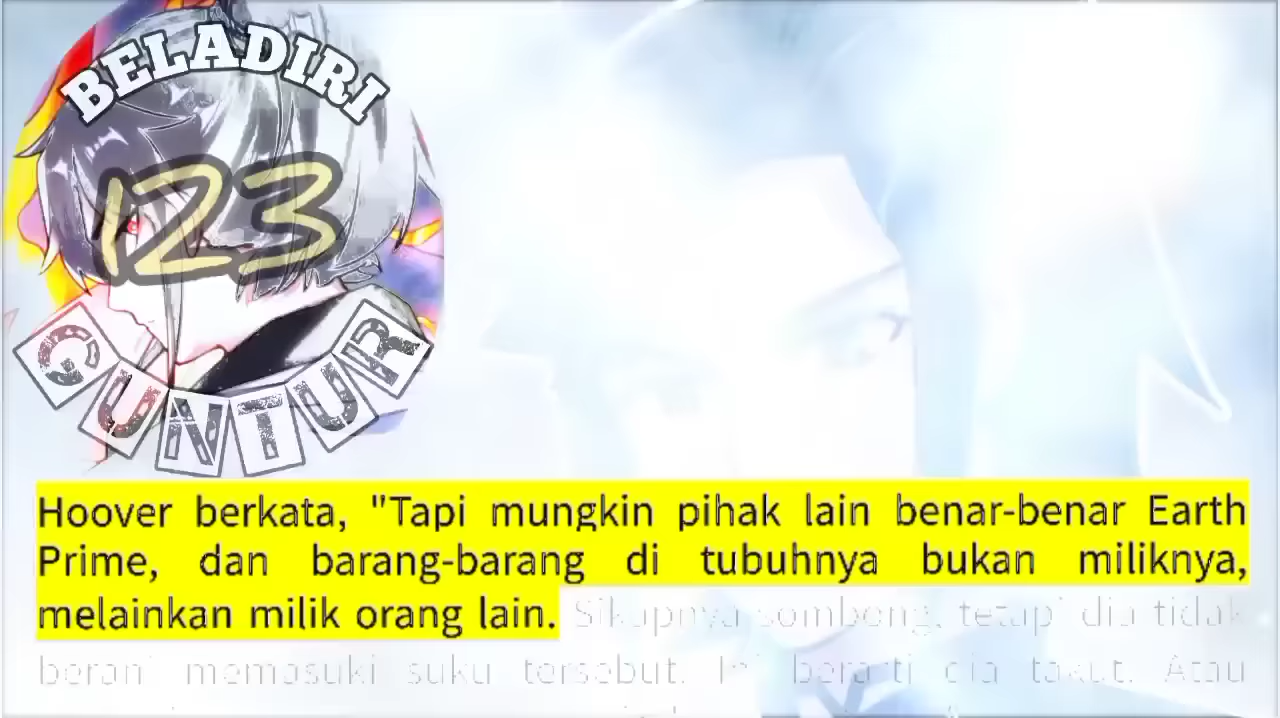 BELADIRI
123
GUNTUR
Hoover berkata, "Tapi mungkin pihak lain benar-benar Earth
Prime, dan barang-barang di tubuhnya bukan miliknya,
melainkan milik orang lain. Sikapnya sombong, tetapi dia tidak
berani memasuki suku tersebut. Ini berarti dia takut. Atau